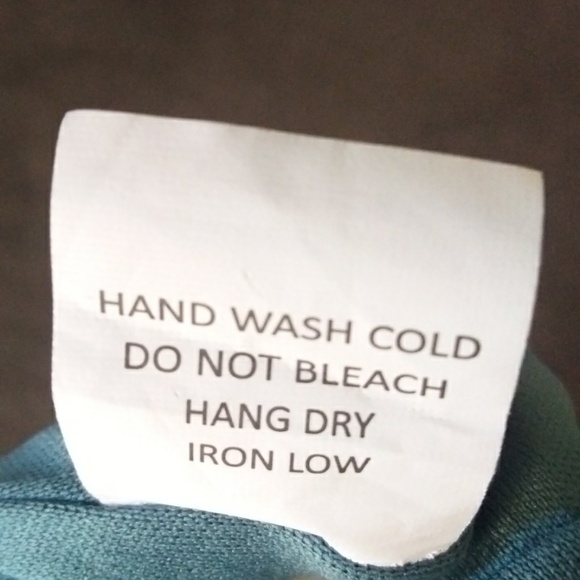 HAND WASH COLD
DO NOT BLEACH
HANG DRY
IRON LOW